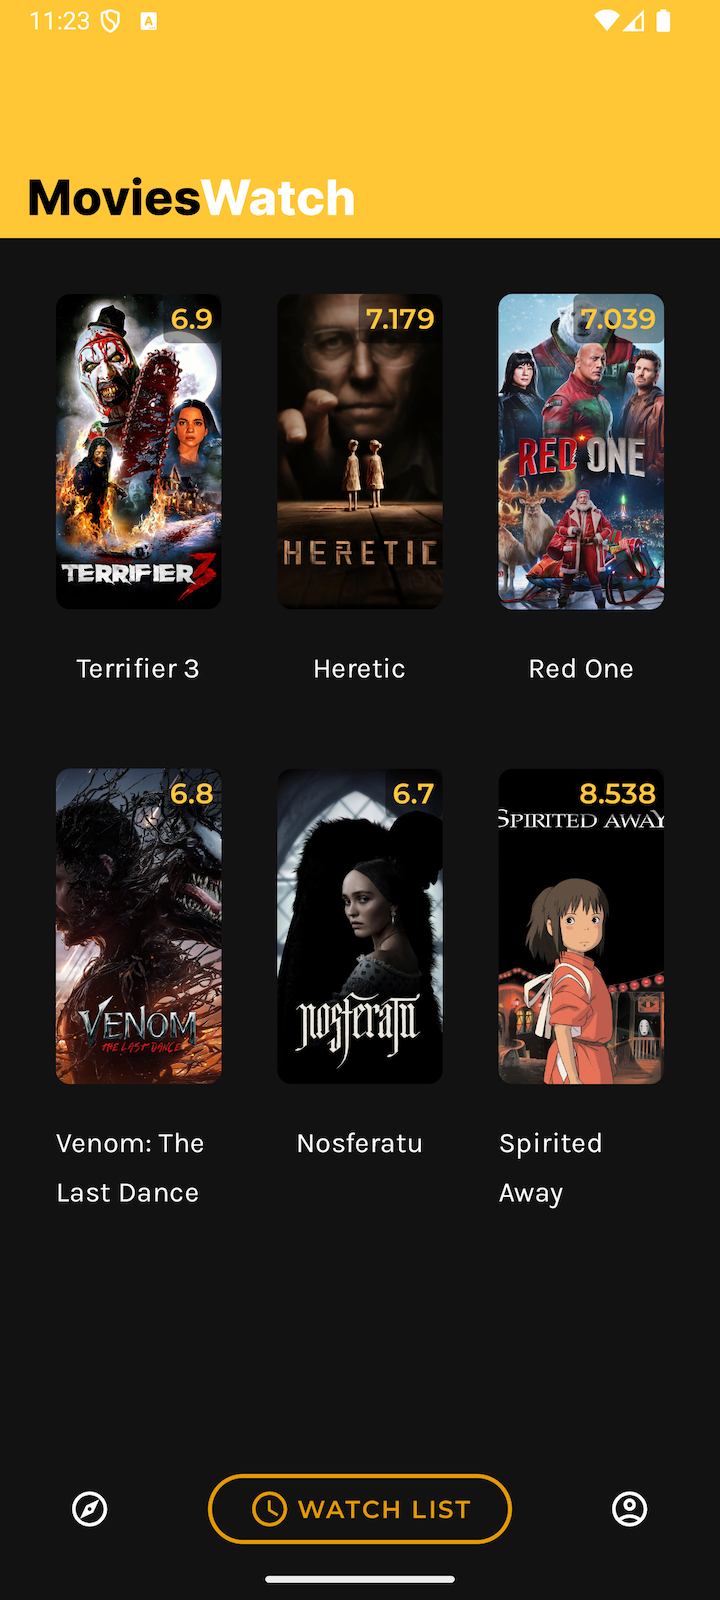 11:23
MoviesWatch
6.9
7.179
7.039
TERRIFIER 3
HERETIC
RED ONE
Terrifier 3
Heretic
Red One
6.8
6.7
8.538
SPIRITED AWAY
VENOM
THE LAST DANCE
nosferatu
Venom: The
Last Dance
Nosferatu
Spirited
Away
WATCH LIST